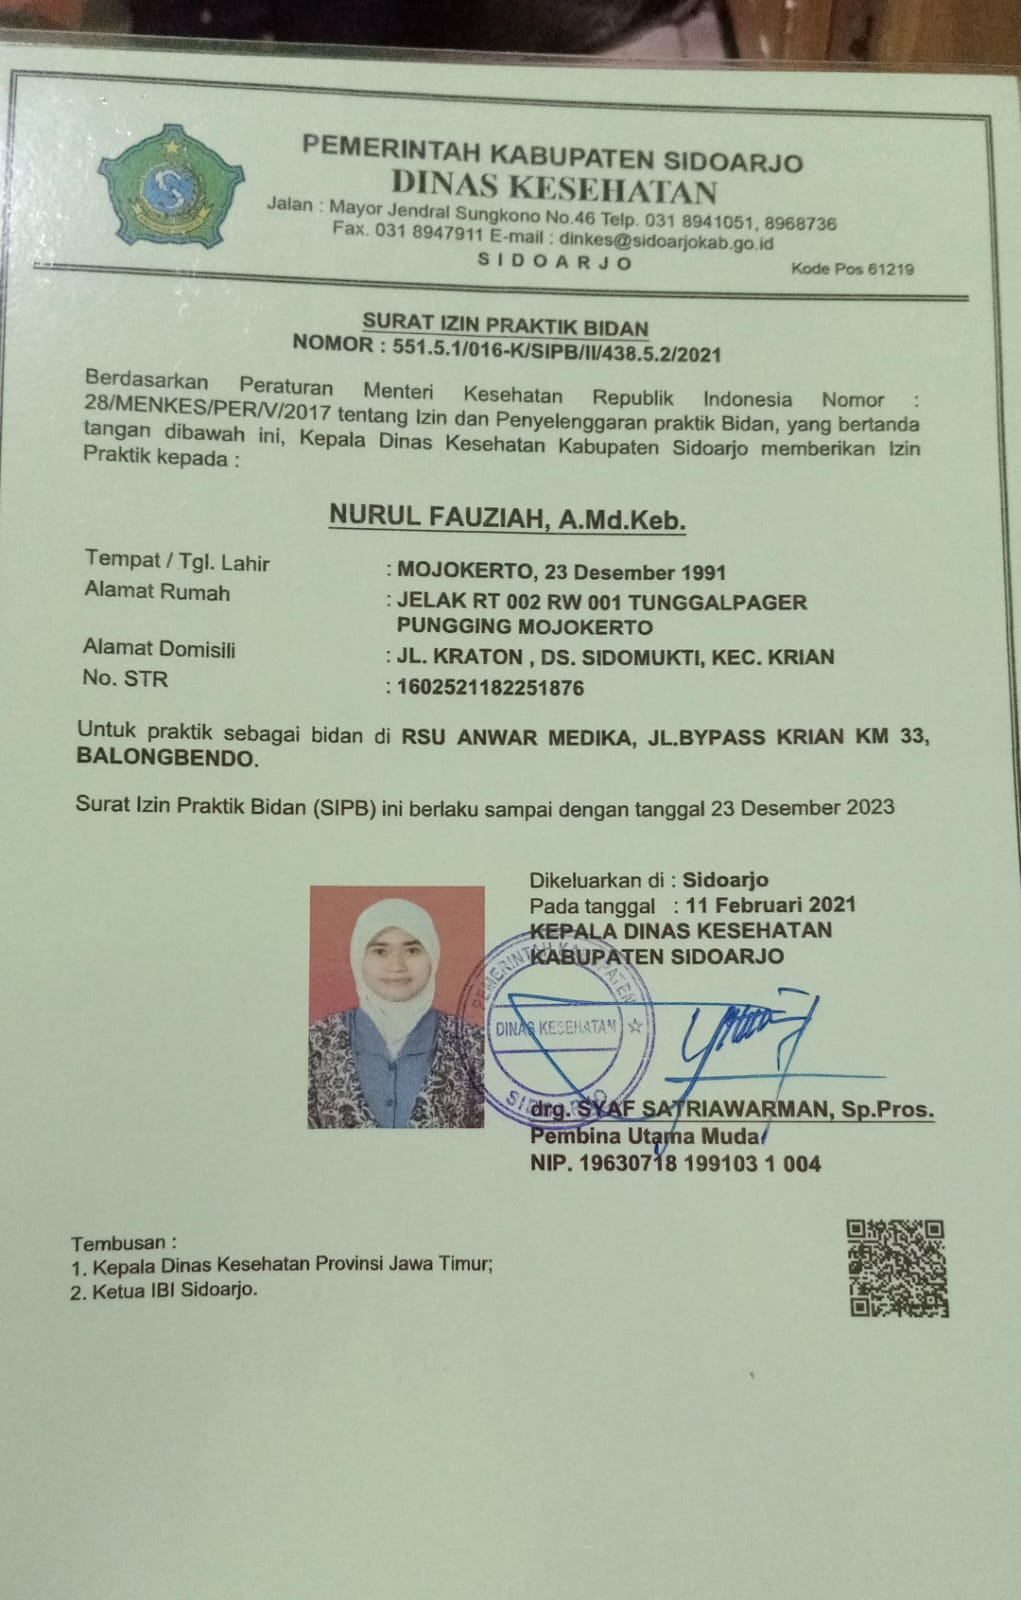 PEMERINTAH KABUPATEN SIDOARJO
DINAS KESEHATAN
Jalan : Mayor Jendral Sungkono No.46 Telp. 031 8941051, 8968736
Fax. 031 8947911 E-mail : dinkes@sidoarjokab.go.id
SIDOARJO
Kode Pos 61219
SURAT IZIN PRAKTIK BIDAN
NOMOR : 551.5.1/016-K/SIPB/II/438.5.2/2021
Berdasarkan Peraturan Menteri Kesehatan Republik Indonesia Nomor :
28/MENKES/PER/V/2017 tentang Izin dan Penyelenggaran praktik Bidan, yang bertanda
tangan dibawah ini, Kepala Dinas Kesehatan Kabupaten Sidoarjo memberikan Izin
Praktik kepada :
NURUL FAUZIAH, A.Md.Keb.
Tempat / Tgl. Lahir : MOJOKERTO, 23 Desember 1991
Alamat Rumah : JELAK RT 002 RW 001 TUNGGALPAGER
PUNGGING MOJOKERTO
Alamat Domisili : JL. KRATON , DS. SIDOMUKTI, KEC. KRIAN
No. STR : 1602521182251876
Untuk praktik sebagai bidan di RSU ANWAR MEDIKA, JL.BYPASS KRIAN KM 33,
BALONGBENDO.
Surat Izin Praktik Bidan (SIPB) ini berlaku sampai dengan tanggal 23 Desember 2023
Dikeluarkan di : Sidoarjo
Pada tanggal : 11 Februari 2021
KEPALA DINAS KESEHATAN
KABUPATEN SIDOARJO
PEMERINTAH KABUPATEN
DINAS KESEHATAN
SIDOARJO
drg. SYAF SATRIAWARMAN, Sp.Pros.
Pembina Utama Muda
NIP. 19630718 199103 1 004
Tembusan :
1. Kepala Dinas Kesehatan Provinsi Jawa Timur;
2. Ketua IBI Sidoarjo.